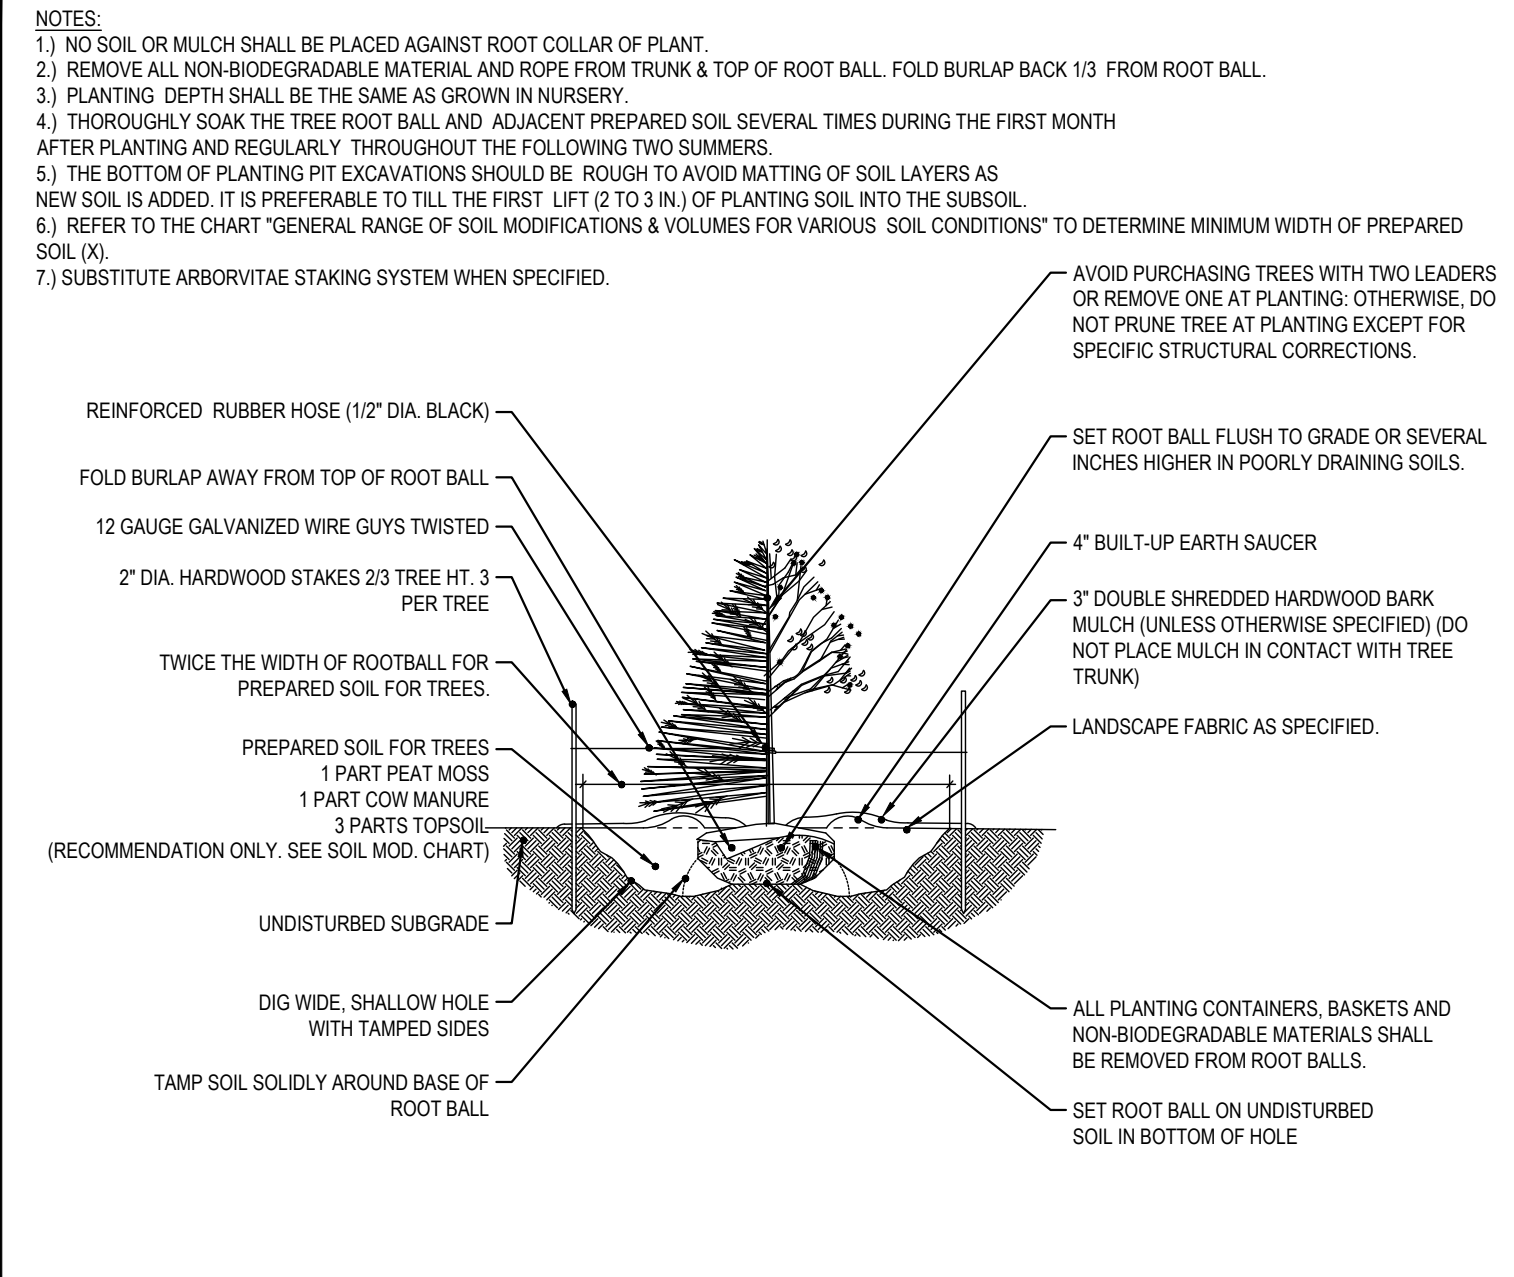 NOTES:
1.) NO SOIL OR MULCH SHALL BE PLACED AGAINST ROOT COLLAR OF PLANT.
2.) REMOVE ALL NON-BIODEGRADABLE MATERIAL AND ROPE FROM TRUNK & TOP OF ROOT BALL. FOLD BURLAP BACK 1/3 FROM ROOT BALL.
3.) PLANTING DEPTH SHALL BE THE SAME AS GROWN IN NURSERY.
4.) THOROUGHLY SOAK THE TREE ROOT BALL AND ADJACENT PREPARED SOIL SEVERAL TIMES DURING THE FIRST MONTH
AFTER PLANTING AND REGULARLY THROUGHOUT THE FOLLOWING TWO SUMMERS.
5.) THE BOTTOM OF PLANTING PIT EXCAVATIONS SHOULD BE ROUGH TO AVOID MATTING OF SOIL LAYERS AS
NEW SOIL IS ADDED. IT IS PREFERABLE TO TILL THE FIRST LIFT (2 TO 3 IN.) OF PLANTING SOIL INTO THE SUBSOIL.
6.) REFER TO THE CHART "GENERAL RANGE OF SOIL MODIFICATIONS & VOLUMES FOR VARIOUS SOIL CONDITIONS" TO DETERMINE MINIMUM WIDTH OF PREPARED
SOIL (X).
7.) SUBSTITUTE ARBORVITAE STAKING SYSTEM WHEN SPECIFIED.
REINFORCED RUBBER HOSE (1/2" DIA. BLACK)
FOLD BURLAP AWAY FROM TOP OF ROOT BALL
12 GAUGE GALVANIZED WIRE GUYS TWISTED
2" DIA. HARDWOOD STAKES 2/3 TREE HT. 3
PER TREE
TWICE THE WIDTH OF ROOTBALL FOR
PREPARED SOIL FOR TREES.
PREPARED SOIL FOR TREES
1 PART PEAT MOSS
1 PART COW MANURE
3 PARTS TOPSOIL
(RECOMMENDATION ONLY. SEE SOIL MOD. CHART)
UNDISTURBED SUBGRADE
DIG WIDE, SHALLOW HOLE
WITH TAMPED SIDES
TAMP SOIL SOLIDLY AROUND BASE OF
ROOT BALL
AVOID PURCHASING TREES WITH TWO LEADERS
OR REMOVE ONE AT PLANTING: OTHERWISE, DO
NOT PRUNE TREE AT PLANTING EXCEPT FOR
SPECIFIC STRUCTURAL CORRECTIONS.
SET ROOT BALL FLUSH TO GRADE OR SEVERAL
INCHES HIGHER IN POORLY DRAINING SOILS.
4" BUILT-UP EARTH SAUCER
3" DOUBLE SHREDDED HARDWOOD BARK
MULCH (UNLESS OTHERWISE SPECIFIED) (DO
NOT PLACE MULCH IN CONTACT WITH TREE
TRUNK)
LANDSCAPE FABRIC AS SPECIFIED.
ALL PLANTING CONTAINERS, BASKETS AND
NON-BIODEGRADABLE MATERIALS SHALL
BE REMOVED FROM ROOT BALLS.
SET ROOT BALL ON UNDISTURBED
SOIL IN BOTTOM OF HOLE